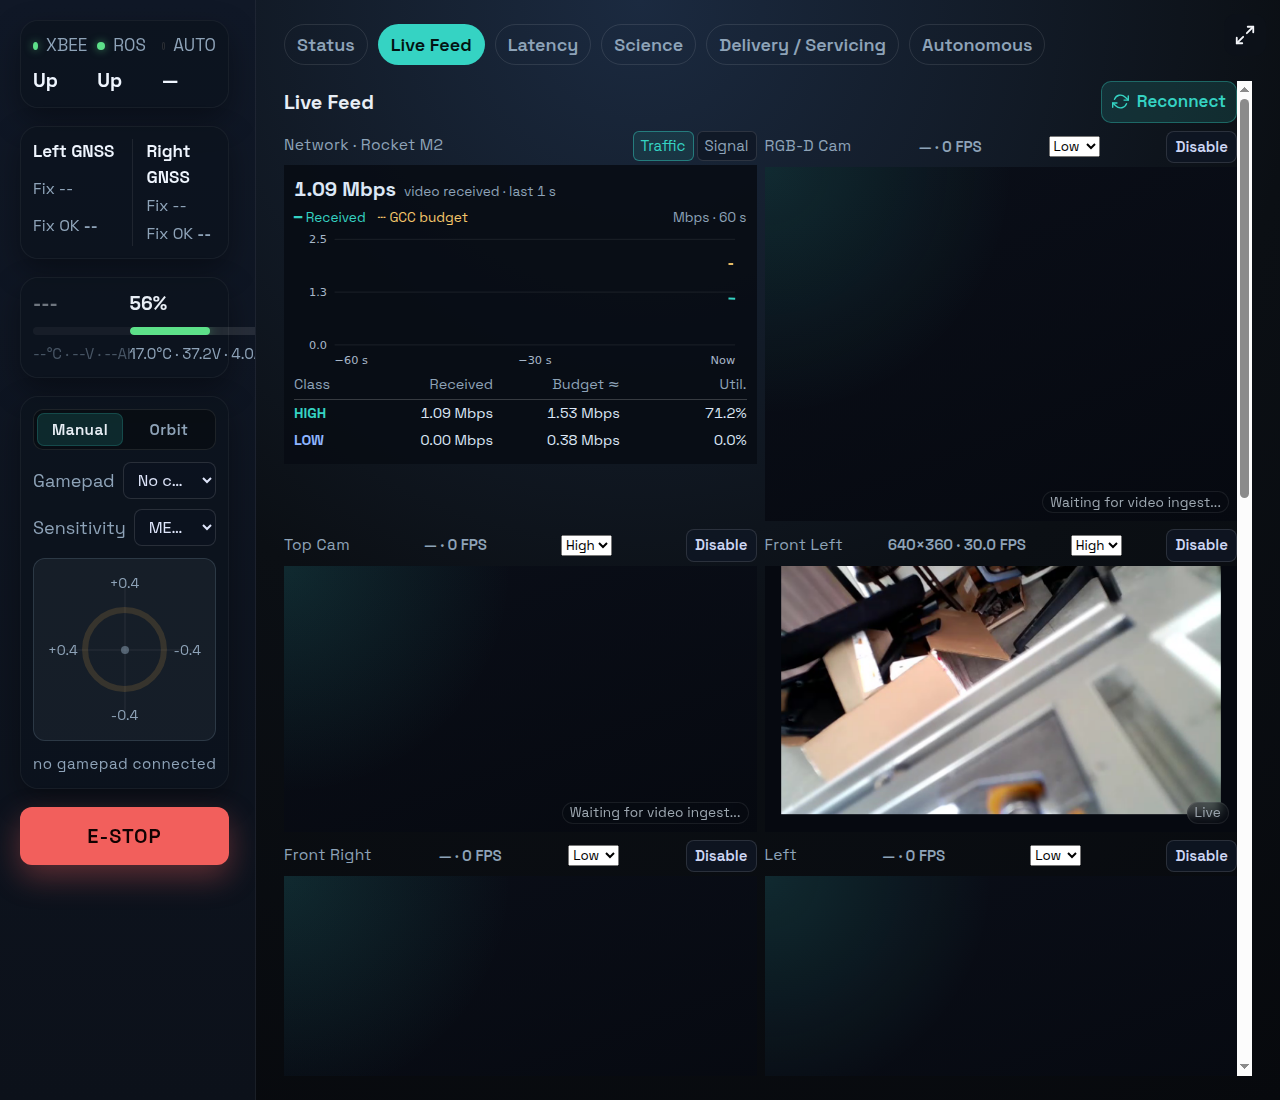 XBEE ROS AUTO
Up Up —
Left GNSS
Fix --
Fix OK --
Right
GNSS
Fix --
Fix OK --
--- 56%
--°C · --V · --A
17.0°C · 37.2V · 4.0
Manual Orbit
Gamepad No c...
Sensitivity ME...
+0.4
+0.4 -0.4
-0.4
no gamepad connected
E-STOP
Status Live Feed Latency Science Delivery / Servicing Autonomous
Live Feed Reconnect
Network · Rocket M2 Traffic Signal
1.09 Mbps video received · last 1 s
Received GCC budget Mbps · 60 s
2.5
1.3
0.0
−60 s −30 s Now
Class Received Budget ≈ Util.
HIGH 1.09 Mbps 1.53 Mbps 71.2%
LOW 0.00 Mbps 0.38 Mbps 0.0%
RGB-D Cam — · 0 FPS Low Disable
Waiting for video ingest...
Top Cam — · 0 FPS High Disable
Waiting for video ingest...
Front Left 640×360 · 30.0 FPS High Disable
Live
Front Right — · 0 FPS Low Disable
Left — · 0 FPS Low Disable